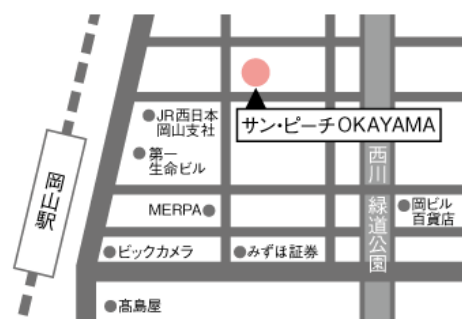 JR西日本
岡山支社
サン・ピーチOKAYAMA
第一
生命ビル
西川
緑道公園
岡山駅
MERPA
岡ビル
百貨店
ビックカメラ
みずほ証券
髙島屋